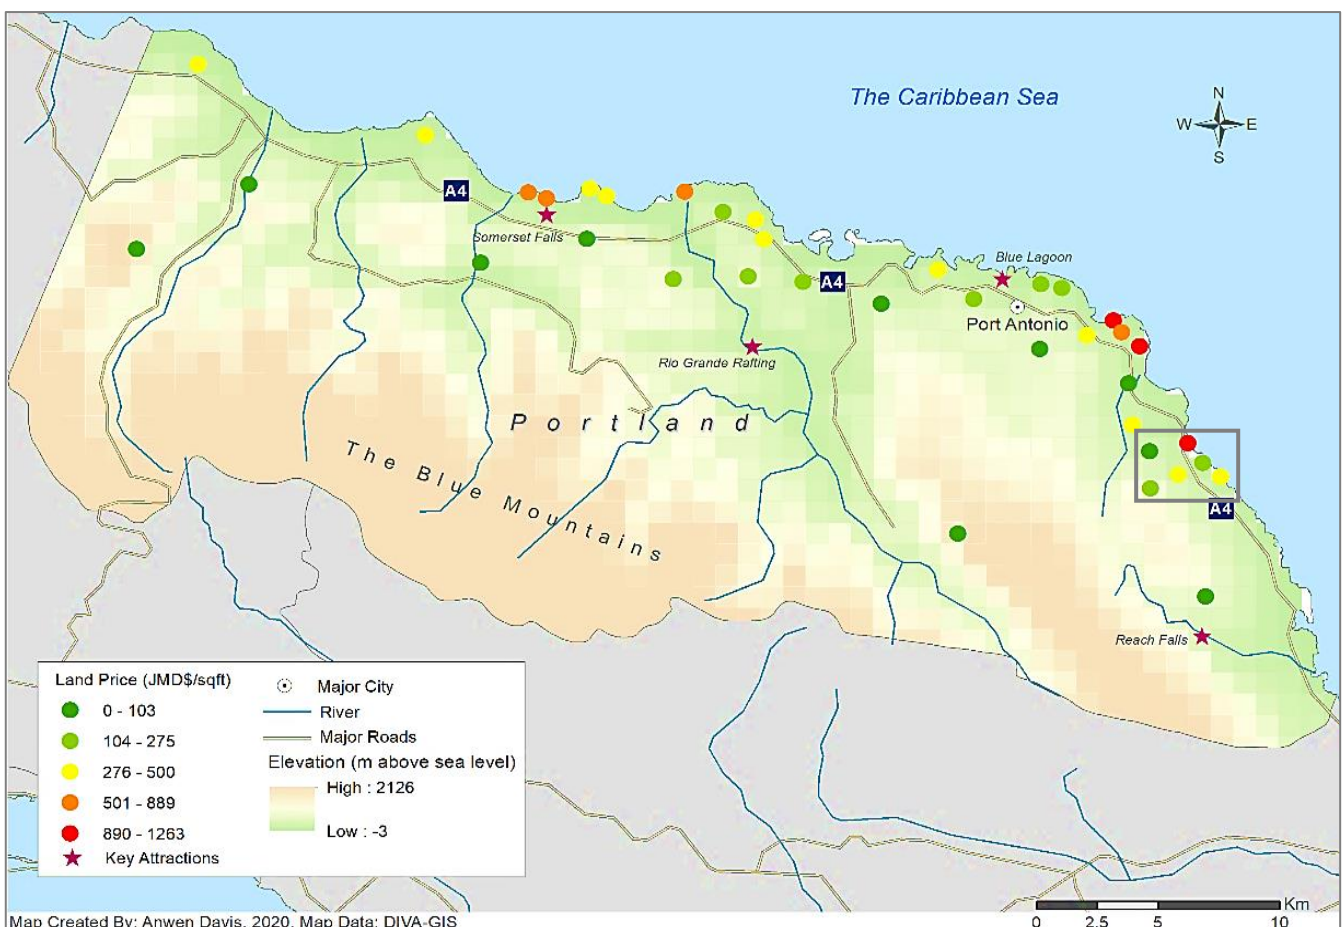 The Caribbean Sea
N
W E
S
A4
Somerset Falls
Blue Lagoon
A4
Port Antonio
Rio Grande Rafting
Portland
The Blue Mountains
A4
Reach Falls
Land Price (JMD$/sqft)
0 - 103
104 - 275
276 - 500
501 - 889
890 - 1263
Key Attractions
Major City
River
Major Roads
Elevation (m above sea level)
High : 2126
Low : -3
Km
0 2.5 5 10
Map Created By: Anwen Davis, 2020. Map Data: DIVA-GIS